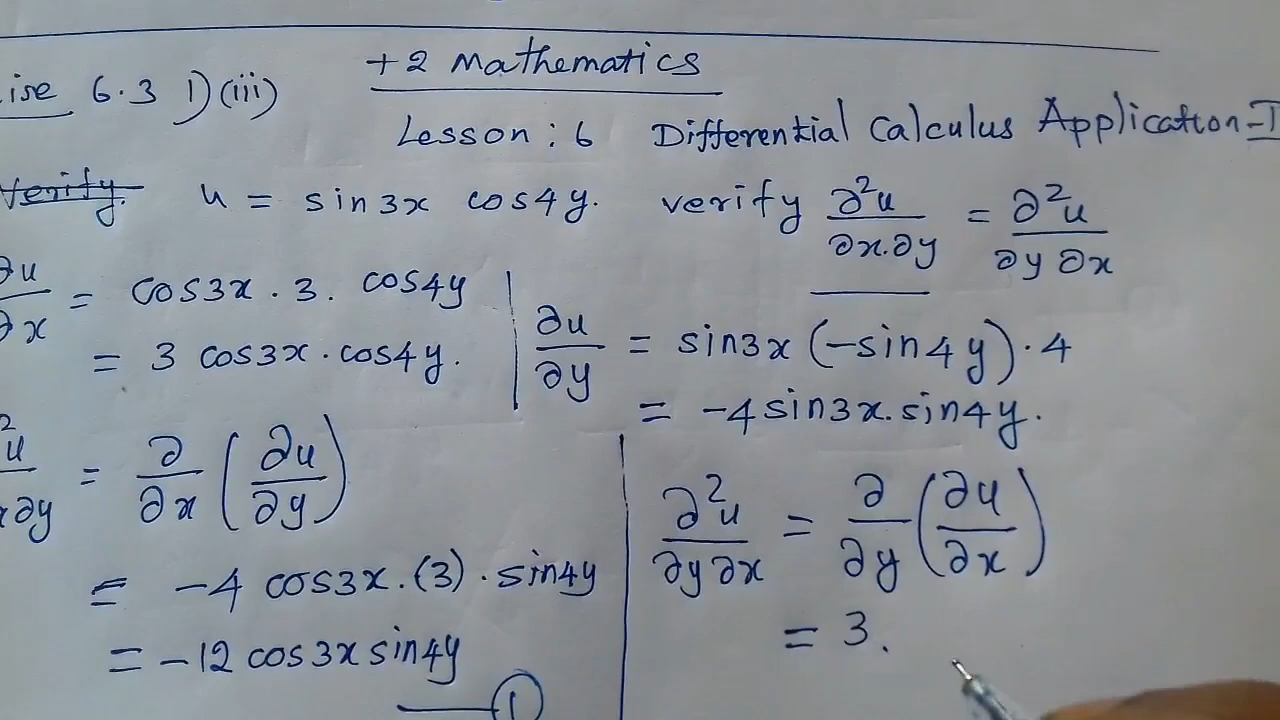 +2 Mathematics
ise 6.3 1)(iii)
Lesson : 6 Differential Calculus Application-I
Verify. u = sin3x cos4y. verify ∂²u/∂x.∂y = ∂²u/∂y ∂x
∂u/∂x = cos3x . 3. cos4y
= 3 cos3x . cos4y.
∂u/∂y = sin3x (-sin4y) . 4
= -4 sin3x. sin4y.
²u/x∂y = ∂/∂x (∂u/∂y)
= -4 cos3x . (3) . sin4y
= -12 cos3x sin4y
1
∂²u/∂y ∂x = ∂/∂y (∂u/∂x)
= 3.